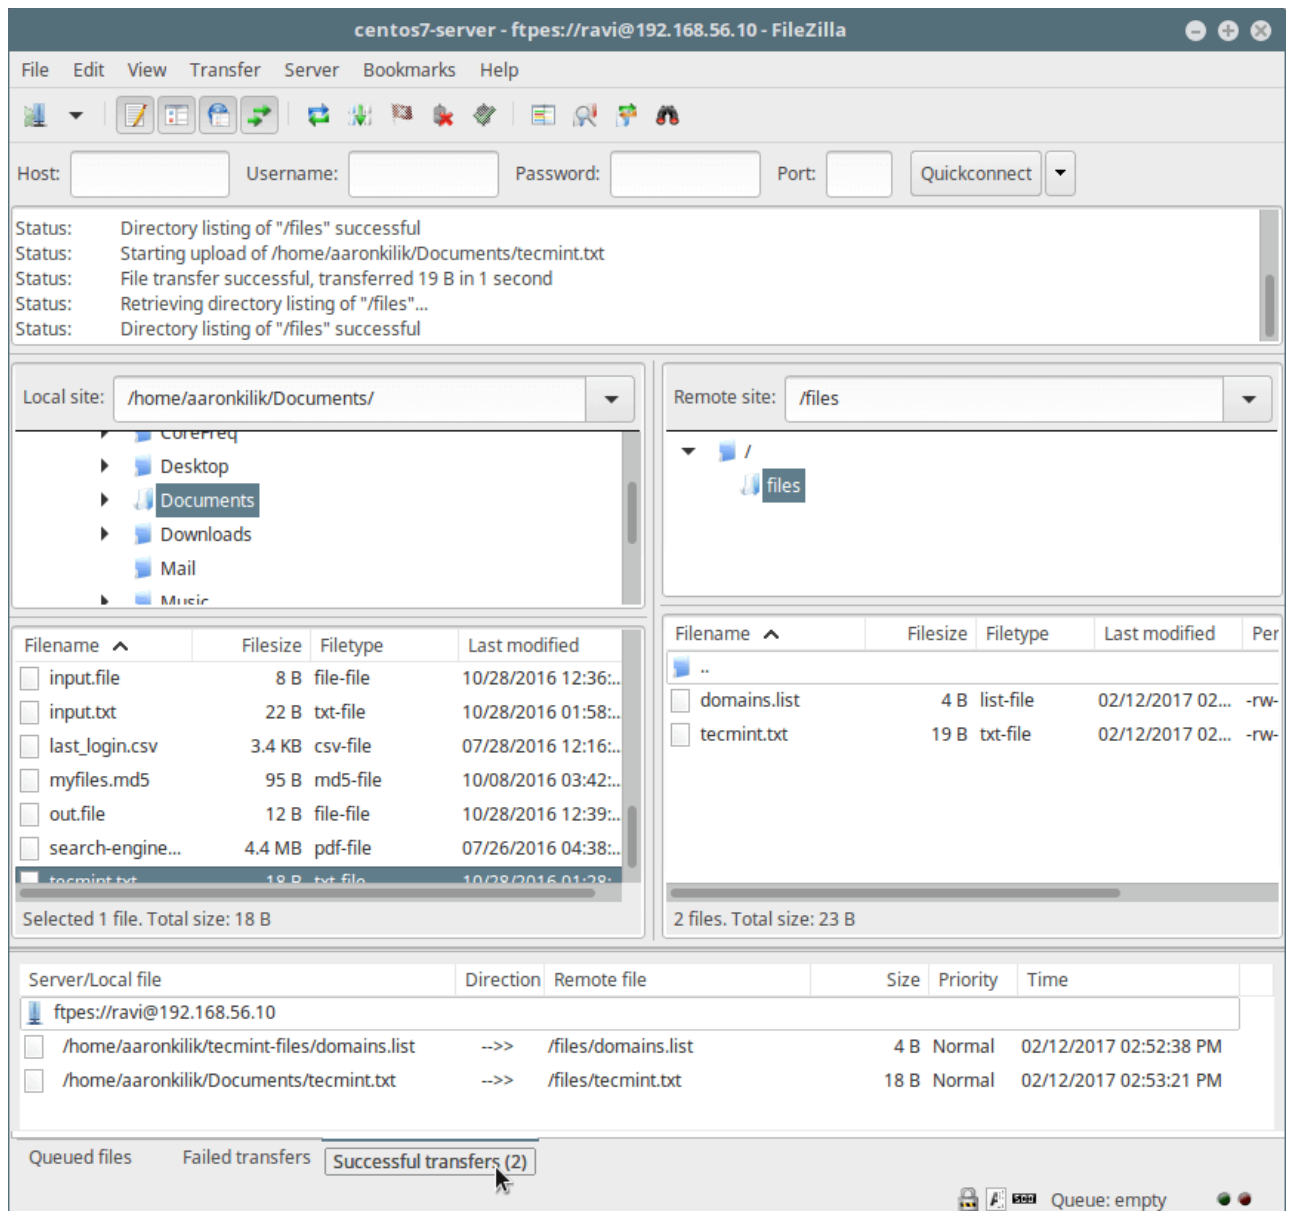 centos7-server - ftpes://ravi@192.168.56.10 - FileZilla
File Edit View Transfer Server Bookmarks Help
Host: Username: Password: Port: Quickconnect
Status: Directory listing of "/files" successful
Status: Starting upload of /home/aaronkilik/Documents/tecmint.txt
Status: File transfer successful, transferred 19 B in 1 second
Status: Retrieving directory listing of "/files"...
Status: Directory listing of "/files" successful
Local site: /home/aaronkilik/Documents/
CoreFreq
Desktop
Documents
Downloads
Mail
Music
Filename Filesize Filetype Last modified
input.file 8 B file-file 10/28/2016 12:36:..
input.txt 22 B txt-file 10/28/2016 01:58:..
last_login.csv 3.4 KB csv-file 07/28/2016 12:16:..
myfiles.md5 95 B md5-file 10/08/2016 03:42:..
out.file 12 B file-file 10/28/2016 12:39:..
search-engine... 4.4 MB pdf-file 07/26/2016 04:38:..
tecmint.txt 18 B txt-file 10/28/2016 01:28:
Selected 1 file. Total size: 18 B
Remote site: /files
/
files
Filename Filesize Filetype Last modified Per
..
domains.list 4 B list-file 02/12/2017 02... -rw-
tecmint.txt 19 B txt-file 02/12/2017 02... -rw-
2 files. Total size: 23 B
Server/Local file Direction Remote file Size Priority Time
ftpes://ravi@192.168.56.10
/home/aaronkilik/tecmint-files/domains.list -->> /files/domains.list 4 B Normal 02/12/2017 02:52:38 PM
/home/aaronkilik/Documents/tecmint.txt -->> /files/tecmint.txt 18 B Normal 02/12/2017 02:53:21 PM
Queued files Failed transfers Successful transfers (2)
Queue: empty